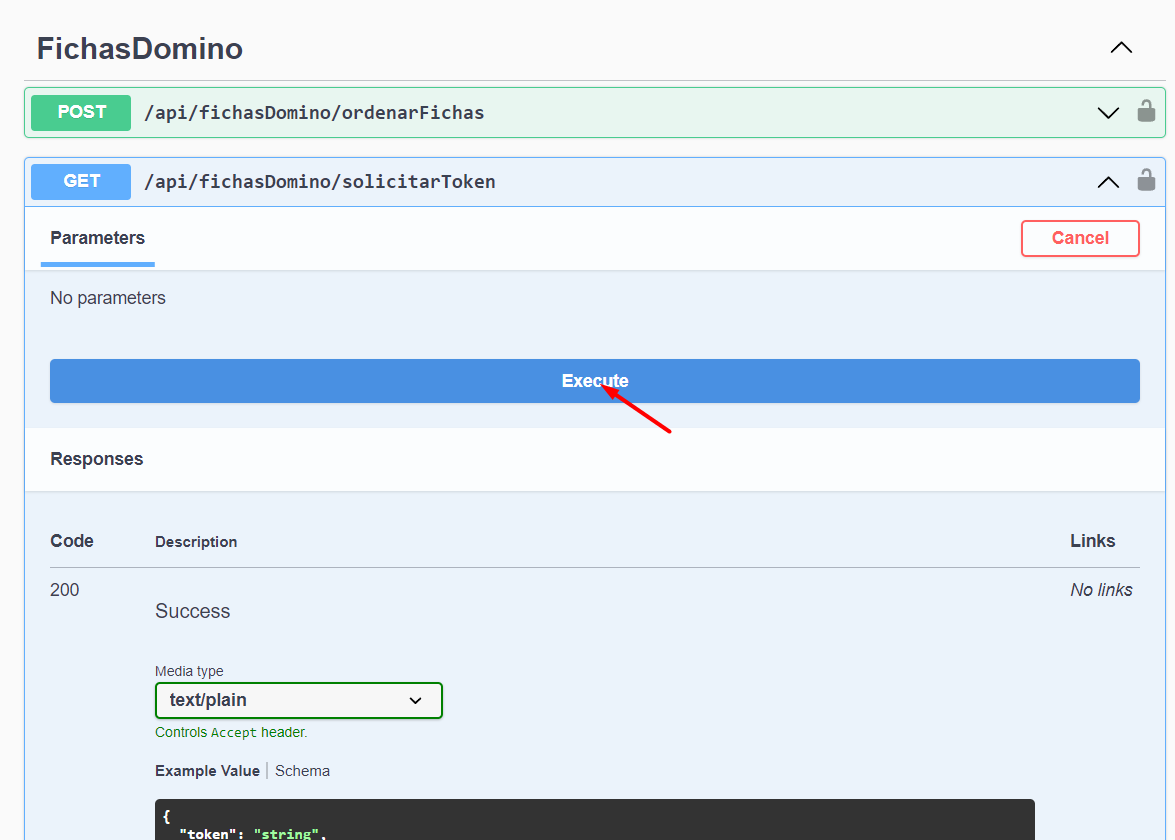 FichasDomino
POST /api/fichasDomino/ordenarFichas
GET /api/fichasDomino/solicitarToken
Parameters
Cancel
No parameters
Execute
Responses
Code Description Links
200 No links
Success
Media type
text/plain
Controls Accept header.
Example Value Schema
{
"token": "string",